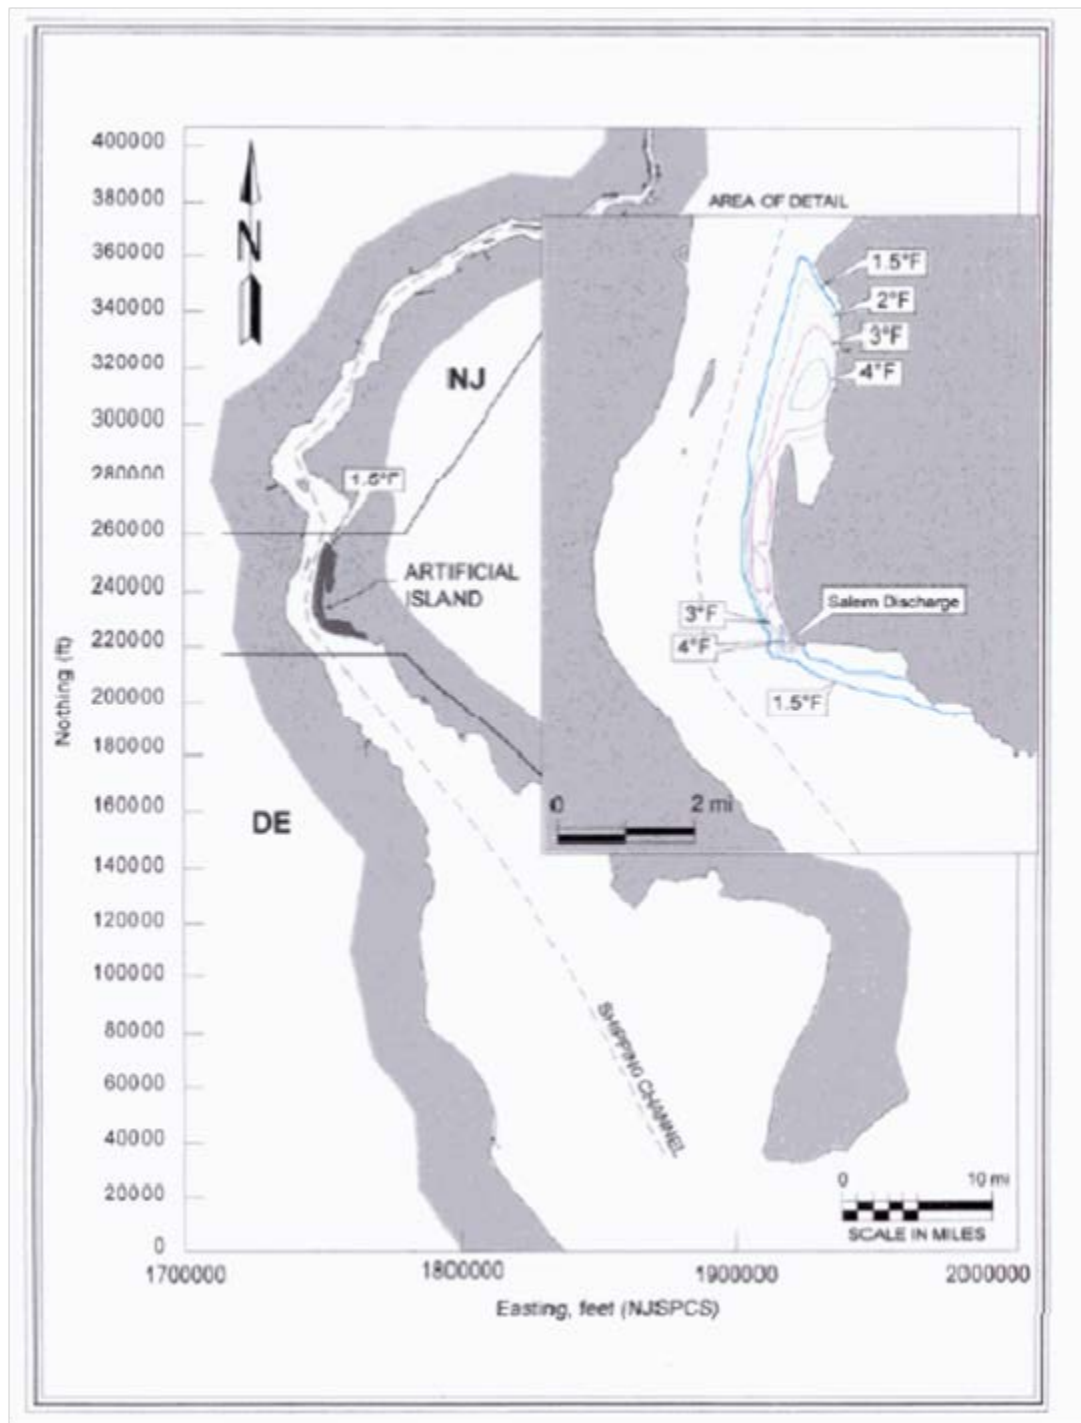 400000
380000
360000
340000
320000
300000
280000
260000
240000
220000
200000
180000
160000
140000
120000
100000
80000
60000
40000
20000
0
Nothing (ft)
N
AREA OF DETAIL
1.5°F
2°F
3°F
4°F
NJ
1.5°F
ARTIFICIAL
ISLAND
Salem Discharge
3°F
4°F
1.5°F
0 2 mi
DE
SHIPPING CHANNEL
0 10 mi
SCALE IN MILES
1700000 1800000 1900000 2000000
Easting, feet (NJSPCS)